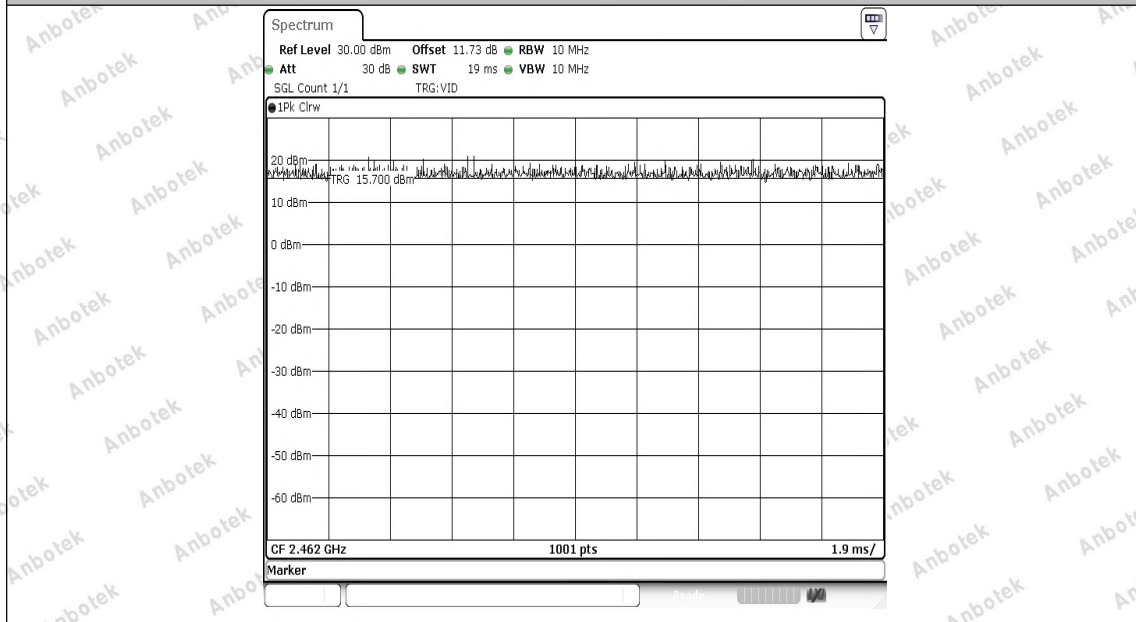 Spectrum
Ref Level 30.00 dBm Offset 11.73 dB RBW 10 MHz
Att 30 dB SWT 19 ms VBW 10 MHz
SGL Count 1/1 TRG:VID
1Pk Clrw
20 dBm
TRG 15.700 dBm
10 dBm
0 dBm
-10 dBm
-20 dBm
-30 dBm
-40 dBm
-50 dBm
-60 dBm
CF 2.462 GHz 1001 pts 1.9 ms/
Marker
Ready
Anbotek